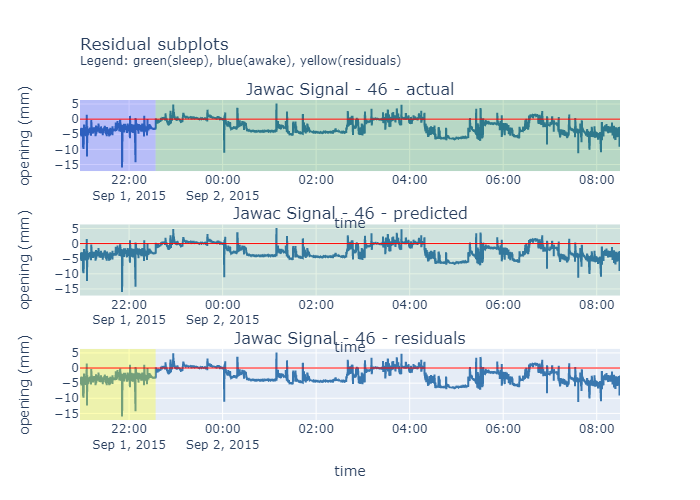 Residual subplots
Legend: green(sleep), blue(awake), yellow(residuals)
Jawac Signal - 46 - actual
opening (mm)
5
0
−5
−10
−15
22:00 00:00 02:00 04:00 06:00 08:00
Sep 1, 2015 Sep 2, 2015
Jawac Signal - 46 - predicted
time
opening (mm)
5
0
−5
−10
−15
22:00 00:00 02:00 04:00 06:00 08:00
Sep 1, 2015 Sep 2, 2015
Jawac Signal - 46 - residuals
time
opening (mm)
5
0
−5
−10
−15
22:00 00:00 02:00 04:00 06:00 08:00
Sep 1, 2015 Sep 2, 2015
time